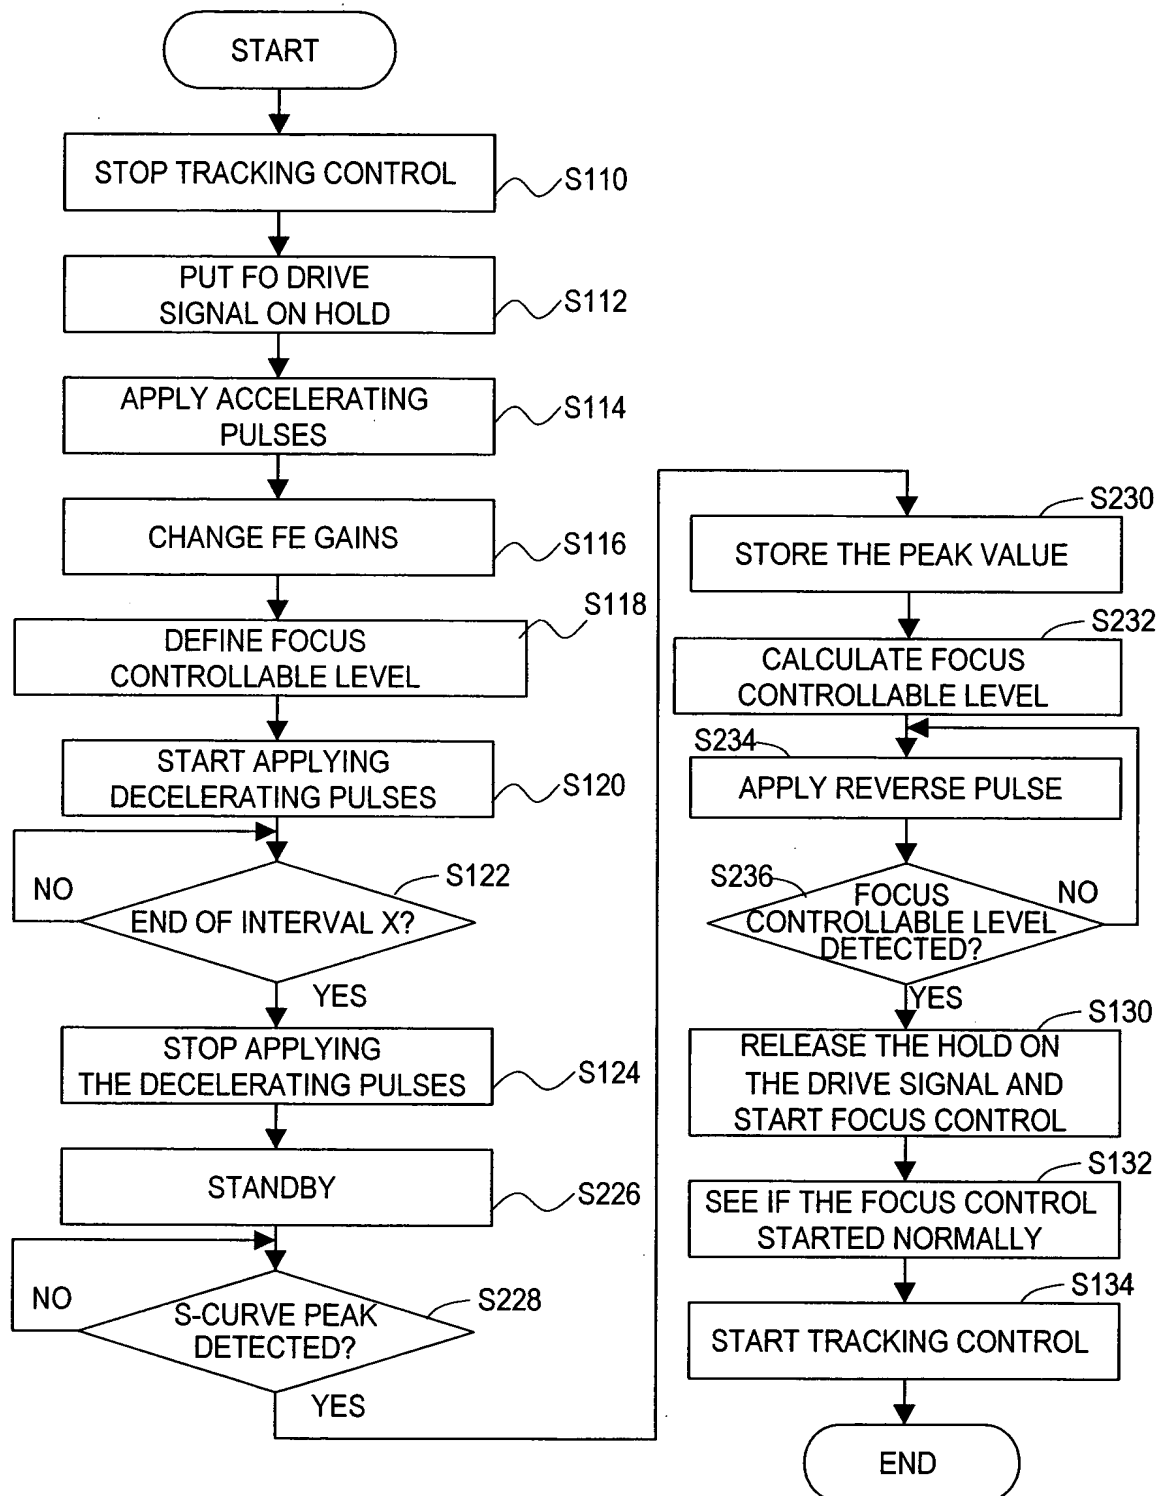 START
STOP TRACKING CONTROL
S110
PUT FO DRIVE
SIGNAL ON HOLD
S112
APPLY ACCELERATING
PULSES
S114
CHANGE FE GAINS
S116
DEFINE FOCUS
CONTROLLABLE LEVEL
S118
START APPLYING
DECELERATING PULSES
S120
END OF INTERVAL X?
S122
NO
YES
STOP APPLYING
THE DECELERATING PULSES
S124
STANDBY
S226
S-CURVE PEAK
DETECTED?
S228
NO
YES
S230
STORE THE PEAK VALUE
S232
CALCULATE FOCUS
CONTROLLABLE LEVEL
S234
APPLY REVERSE PULSE
S236
FOCUS
CONTROLLABLE LEVEL
DETECTED?
NO
YES
S130
RELEASE THE HOLD ON
THE DRIVE SIGNAL AND
START FOCUS CONTROL
S132
SEE IF THE FOCUS CONTROL
STARTED NORMALLY
S134
START TRACKING CONTROL
END